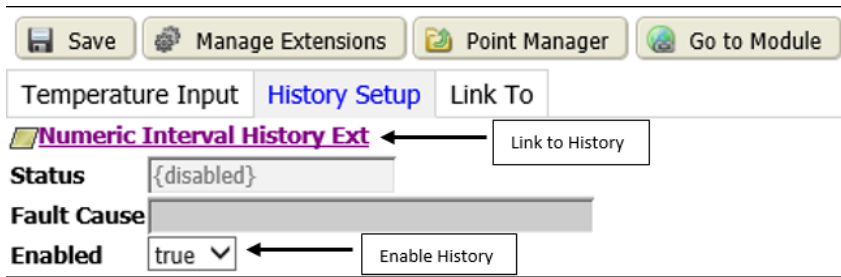 Save Manage Extensions Point Manager Go to Module
Temperature Input History Setup Link To
Numeric Interval History Ext Link to History
Status {disabled}
Fault Cause
Enabled true Enable History